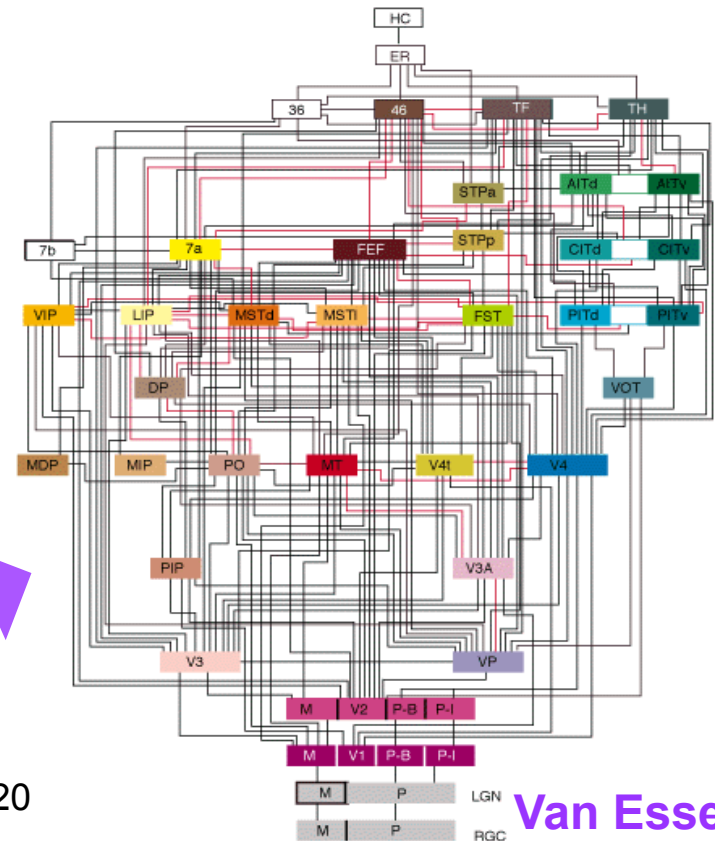 HC
ER
36 46 TF TH
STPa AITd AITv
7b 7a FEF STPp CITd CITv
VIP LIP MSTd MSTl FST PITd PITv
DP VOT
MDP MIP PO MT V4t V4
PIP V3A
V3 VP
M V2 P-B P-I
M V1 P-B P-I
M P LGN
M P RGC
20
Van Esse